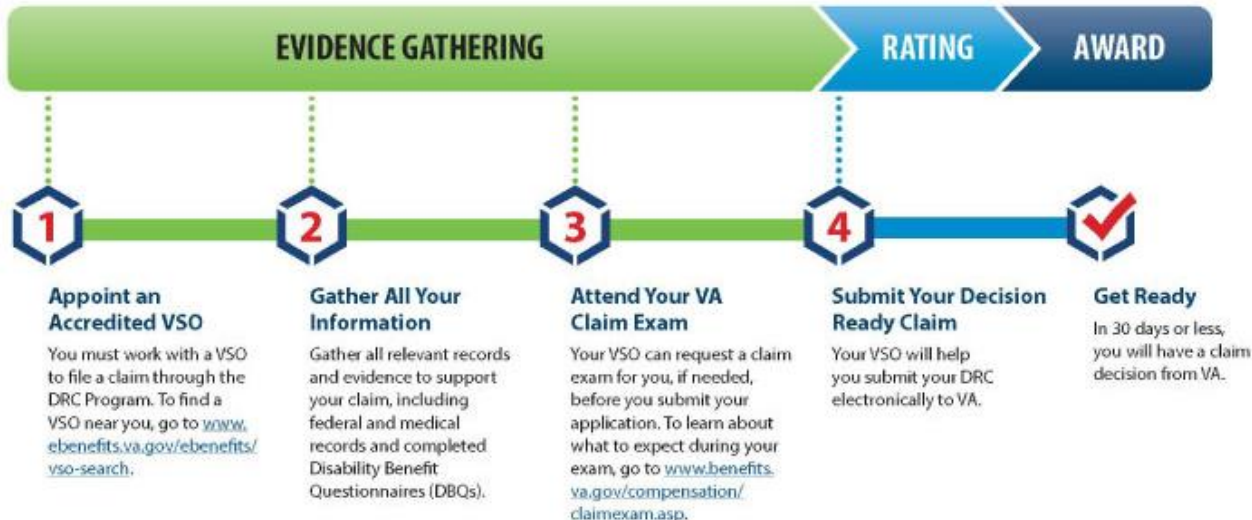 EVIDENCE GATHERING
RATING
AWARD
1
2
3
4
Appoint an
Accredited VSO
You must work with a VSO
to file a claim through the
DRC Program. To find a
VSO near you, go to www.
ebenefits.va.gov/ebenefits/
vso-search.
Gather All Your
Information
Gather all relevant records
and evidence to support
your claim, including
federal and medical
records and completed
Disability Benefit
Questionnaires (DBQs).
Attend Your VA
Claim Exam
Your VSO can request a claim
exam for you, if needed,
before you submit your
application. To learn about
what to expect during your
exam, go to www.benefits.
va.gov/compensation/
claimexam.asp.
Submit Your Decision
Ready Claim
Your VSO will help
you submit your DRC
electronically to VA.
Get Ready
In 30 days or less,
you will have a claim
decision from VA.